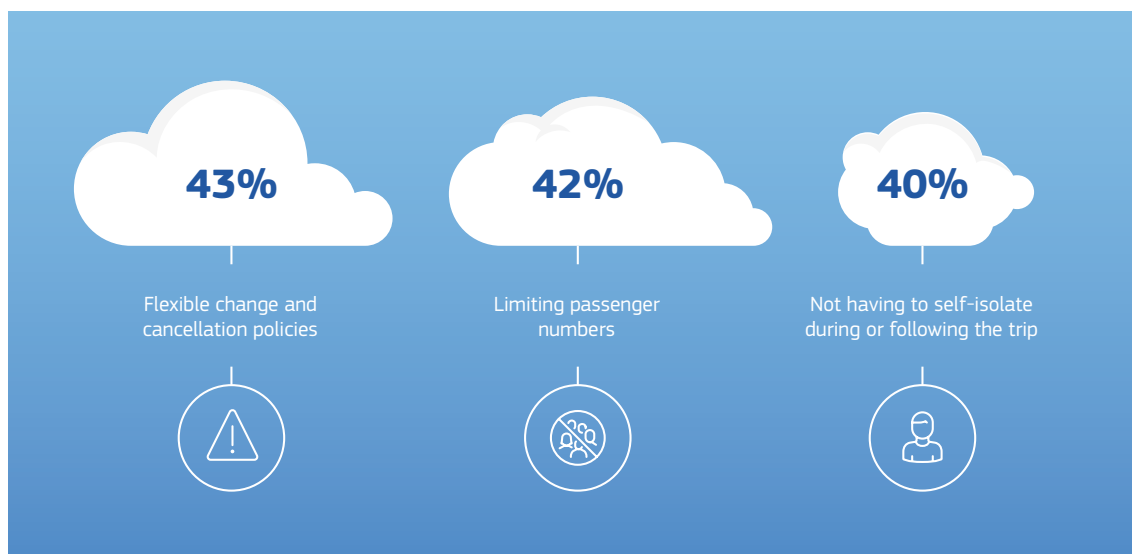 43%
42%
40%
Flexible change and
cancellation policies
Limiting passenger
numbers
Not having to self-isolate
during or following the trip